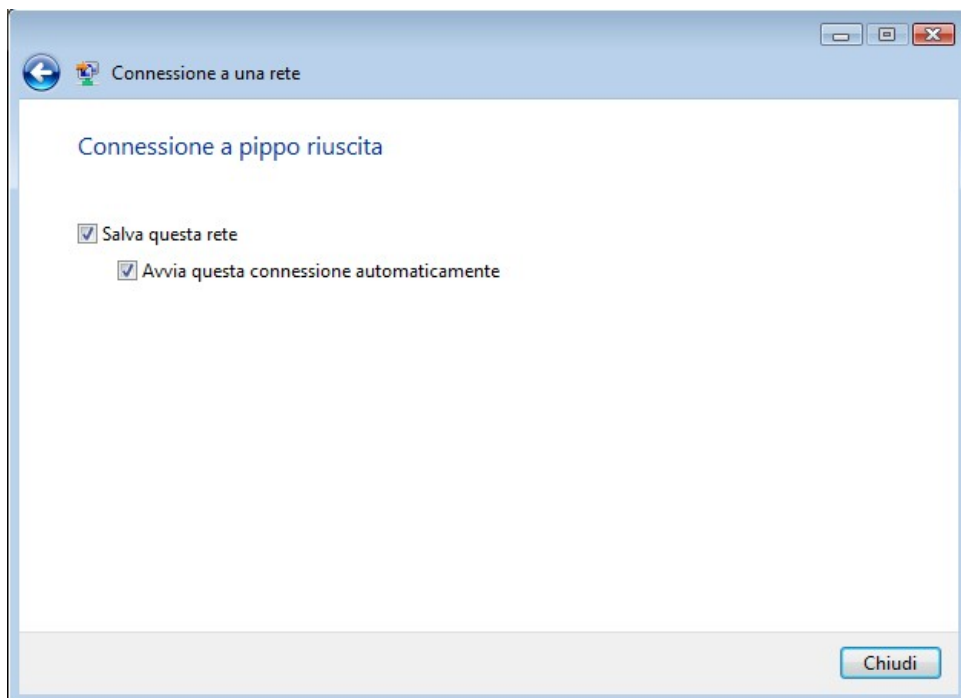 Connessione a una rete
Connessione a pippo riuscita
Salva questa rete
Avvia questa connessione automaticamente
Chiudi